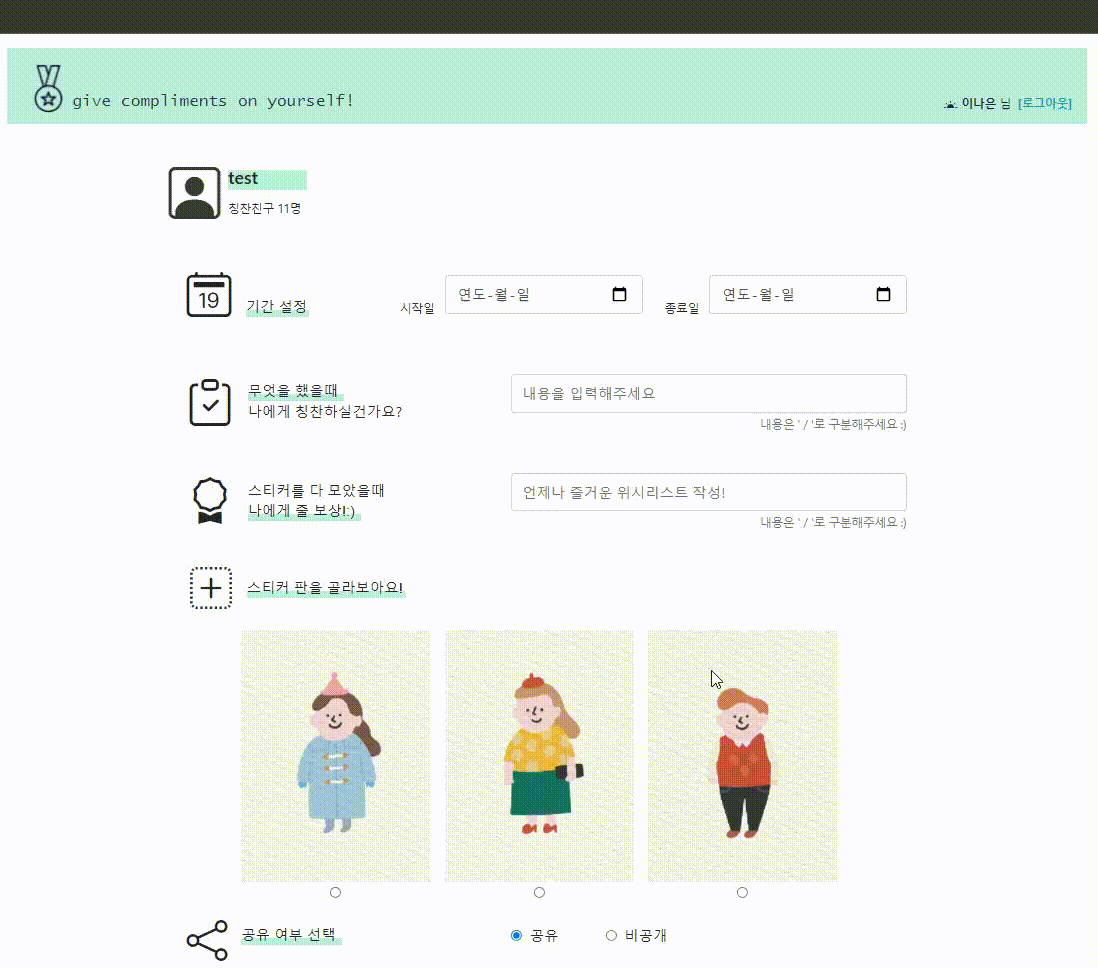 give compliments on yourself!
이나은 님 [로그아웃]
test
칭찬친구 11명
19
기간 설정
시작일
연도-월-일
종료일
연도-월-일
무엇을 했을때
나에게 칭찬하실건가요?
내용을 입력해주세요
내용은 ' / '로 구분해주세요 :)
스티커를 다 모았을때
나에게 줄 보상!:)
언제나 즐거운 위시리스트 작성!
내용은 ' / '로 구분해주세요 :)
스티커 판을 골라보아요!
공유 여부 선택
공유
비공개